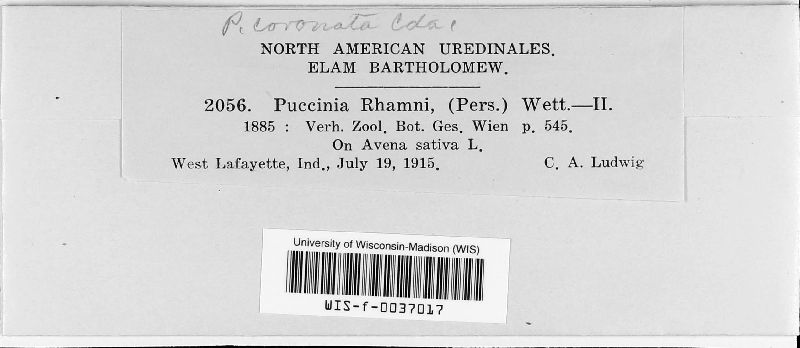 P. coronata Cda.
NORTH AMERICAN UREDINALES.
ELAM BARTHOLOMEW.
2056. Puccinia Rhamni, (Pers.) Wett.—II.
1885 : Verh. Zool. Bot. Ges. Wien p. 545.
On Avena sativa L.
West Lafayette, Ind., July 19, 1915. C. A. Ludwig
University of Wisconsin-Madison (WIS)
WIS-f-0037017